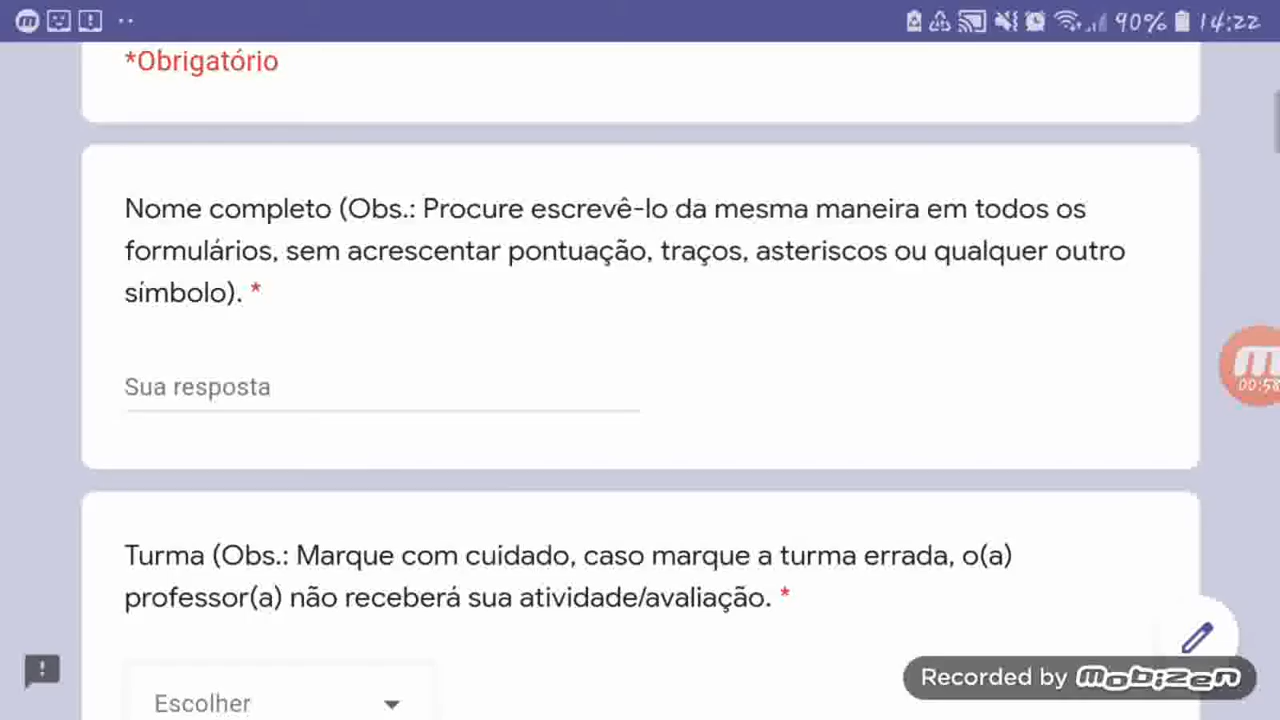 90% 14:22
*Obrigatório
Nome completo (Obs.: Procure escrevê-lo da mesma maneira em todos os
formulários, sem acrescentar pontuação, traços, asteriscos ou qualquer outro
símbolo). *
Sua resposta
00:58
Turma (Obs.: Marque com cuidado, caso marque a turma errada, o(a)
professor(a) não receberá sua atividade/avaliação. *
Escolher
Recorded by Mobizen